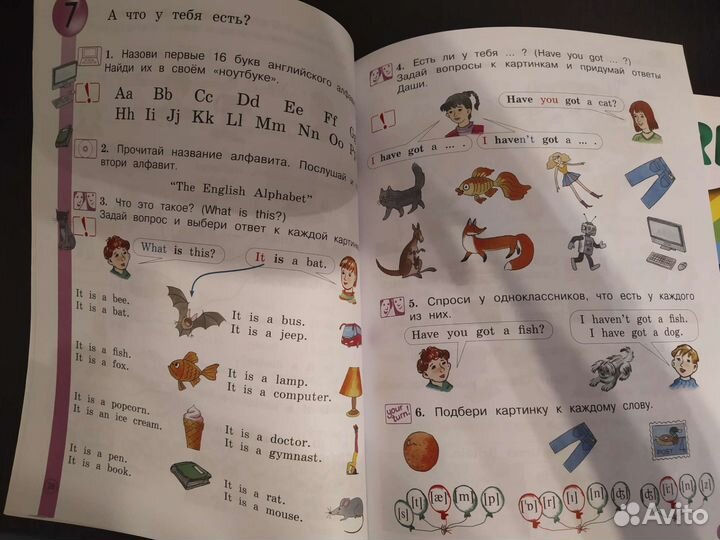 7
А что у тебя есть?
1. Назови первые 16 букв английского
Найди их в своём «ноутбуке».
Aa Bb Cc Dd Ee Ff
Hh Ii Jj Kk Ll Mm Nn Oo
2. Прочитай название алфавита. Послушай и
втори алфавит.
“The English Alphabet”
3. Что это такое? (What is this?)
Задай вопрос и выбери ответ к каждой
What is this?
It is a bat.
It is a bee.
It is a bat.
It is a bus.
It is a jeep.
It is a fish.
It is a fox.
It is a lamp.
It is a computer.
It is a popcorn.
It is an ice cream.
It is a doctor.
It is a gymnast.
It is a pen.
It is a book.
It is a rat.
It is a mouse.
4. Есть ли у тебя ... ? (Have you got ... ?)
Задай вопросы к картинкам и придумай ответы
Даши.
Have you got a cat?
I have got a ... .
I haven't got a ... .
5. Спроси у одноклассников, что есть у каждого
из них.
Have you got a fish?
I haven't got a fish.
I have got a dog.
your turn!
6. Подбери картинку к каждому слову.
POST
[s] [t] [æ] [m] [p]
[ɪ] [n]
Avito